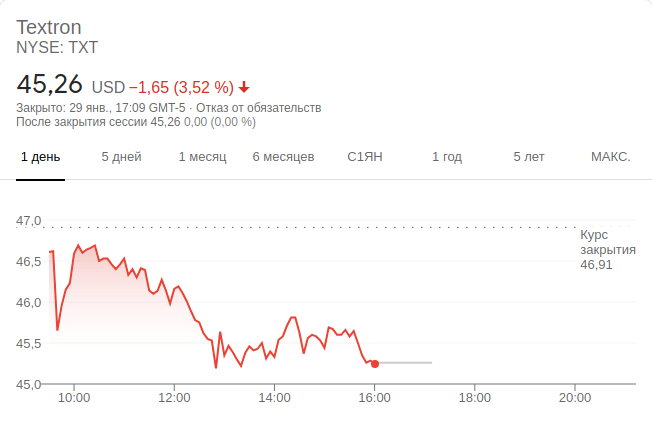 Textron
NYSE: TXT
45,26 USD −1,65 (3,52 %)
Закрыто: 29 янв., 17:09 GMT-5 · Отказ от обязательств
После закрытия сессии 45,26 0,00 (0,00 %)
1 день 5 дней 1 месяц 6 месяцев С1ЯН 1 год 5 лет МАКС.
47,0
Курс
закрытия
46,91
46,5
46,0
45,5
45,0
10:00 12:00 14:00 16:00 18:00 20:00